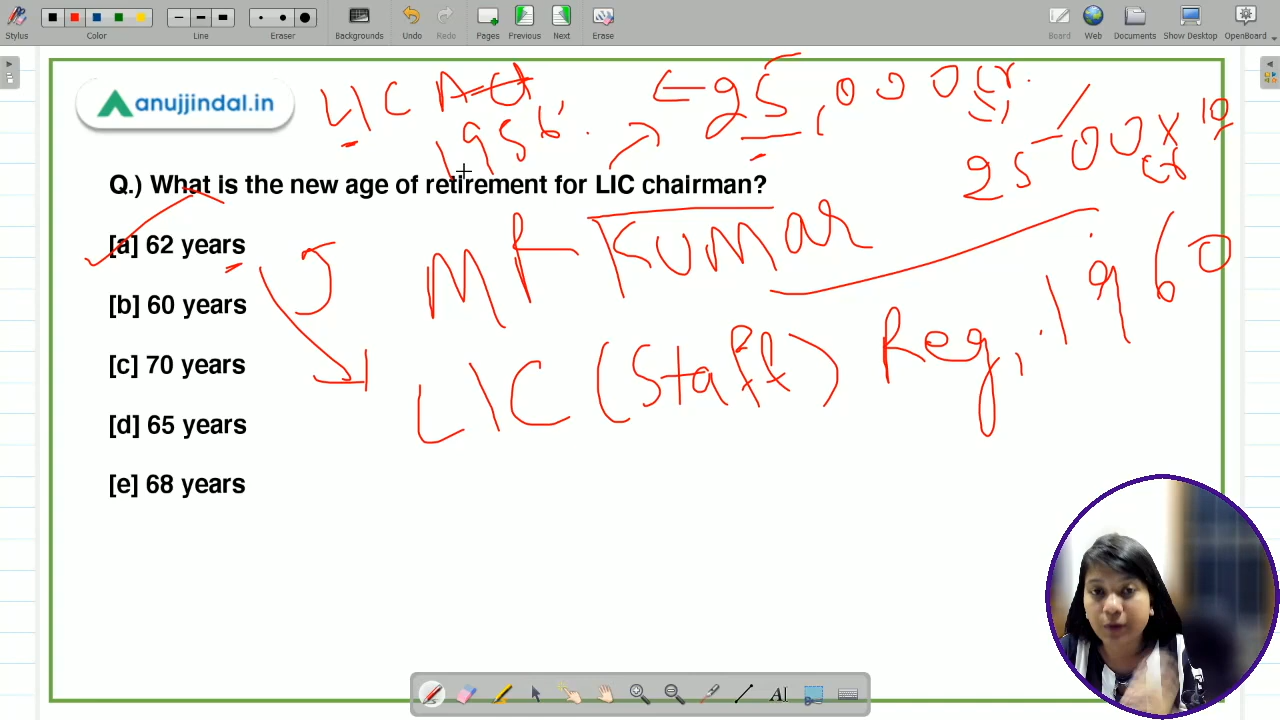 Stylus Color Line Eraser Backgrounds Undo Redo Pages Previous Next Erase Board Web Documents Show Desktop OpenBoard
anujjindal.in
LIC Act
1956
25,000 cr.
2500 x 10
cr
Q.) What is the new age of retirement for LIC chairman?
[a] 62 years
MR KUMAR
[b] 60 years
LIC (Staff) Reg, 1960
[c] 70 years
[d] 65 years
[e] 68 years